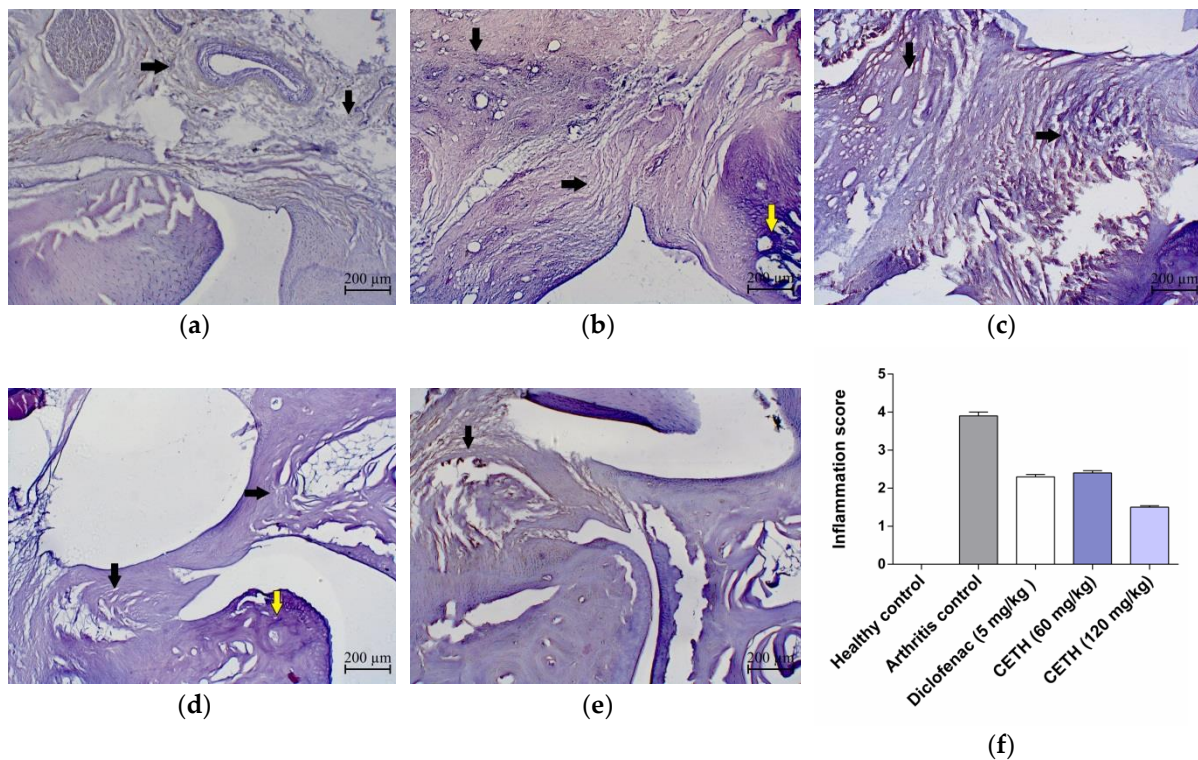 200 µm
200 µm
200 µm
(a)
(b)
(c)
200 µm
200 µm
(d)
(e)
5
4
3
2
1
0
Inflammation score
Healthy control
Arthritis control
Diclofenac (5 mg/kg )
CETH (60 mg/kg)
CETH (120 mg/kg)
(f)